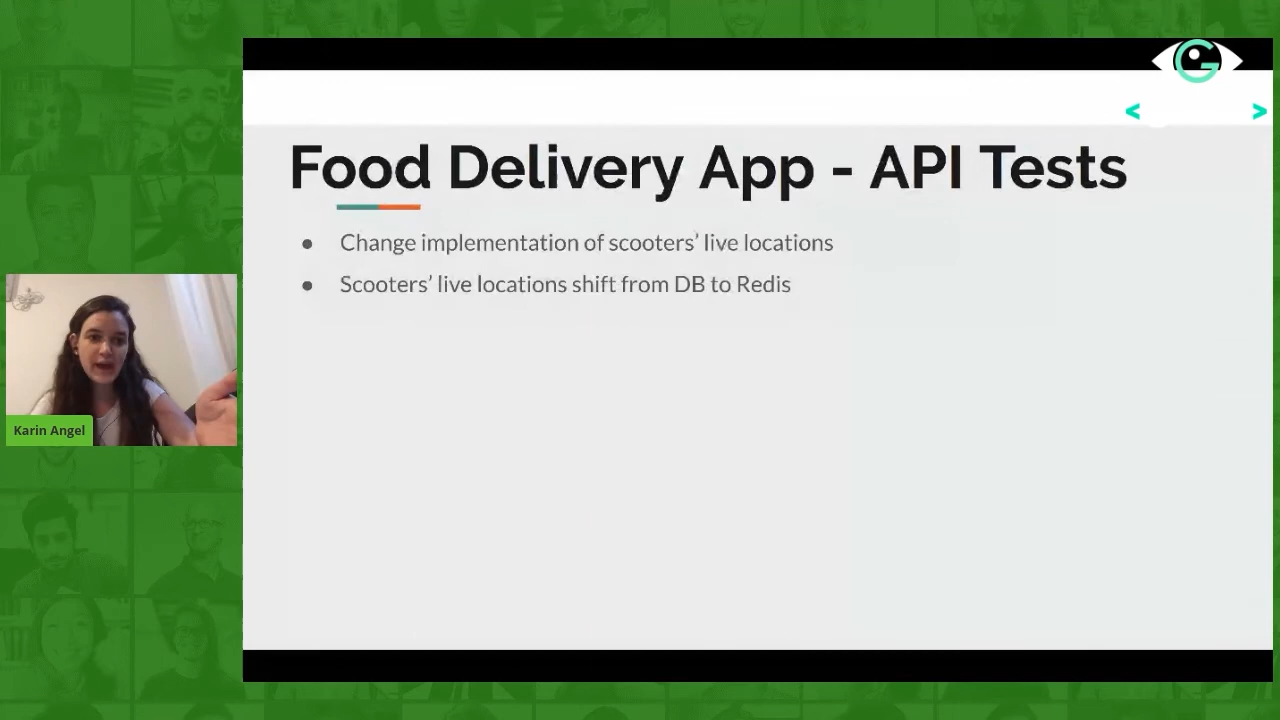 Food Delivery App - API Tests
● Change implementation of scooters’ live locations
● Scooters’ live locations shift from DB to Redis
Karin Angel